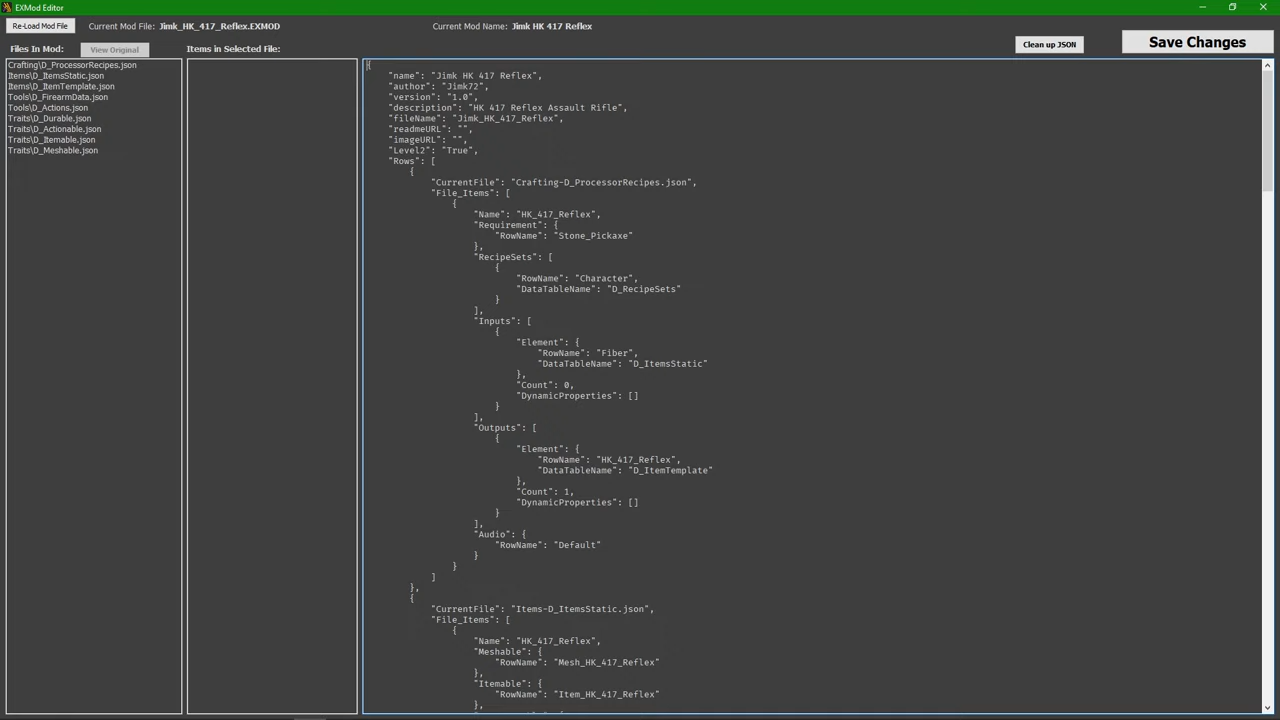 EXMod Editor
Re-Load Mod File
Current Mod File: Jimk_HK_417_Reflex.EXMOD
Current Mod Name: Jimk HK 417 Reflex
Files In Mod:
View Original
Items in Selected File:
Clean up JSON
Save Changes
Crafting\D_ProcessorRecipes.json
Items\D_ItemsStatic.json
Items\D_ItemTemplate.json
Tools\D_FirearmData.json
Tools\D_Actions.json
Traits\D_Durable.json
Traits\D_Actionable.json
Traits\D_Itemable.json
Traits\D_Meshable.json
{
"name": "Jimk HK 417 Reflex",
"author": "Jimk72",
"version": "1.0",
"description": "HK 417 Reflex Assault Rifle",
"fileName": "Jimk_HK_417_Reflex",
"readmeURL": "",
"imageURL": "",
"Level2": "True",
"Rows": [
{
"CurrentFile": "Crafting-D_ProcessorRecipes.json",
"File_Items": [
{
"Name": "HK_417_Reflex",
"Requirement": {
"RowName": "Stone_Pickaxe"
},
"RecipeSets": [
{
"RowName": "Character",
"DataTableName": "D_RecipeSets"
}
],
"Inputs": [
{
"Element": {
"RowName": "Fiber",
"DataTableName": "D_ItemsStatic"
},
"Count": 0,
"DynamicProperties": []
}
],
"Outputs": [
{
"Element": {
"RowName": "HK_417_Reflex",
"DataTableName": "D_ItemTemplate"
},
"Count": 1,
"DynamicProperties": []
}
],
"Audio": {
"RowName": "Default"
}
}
]
},
{
"CurrentFile": "Items-D_ItemsStatic.json",
"File_Items": [
{
"Name": "HK_417_Reflex",
"Meshable": {
"RowName": "Mesh_HK_417_Reflex"
},
"Itemable": {
"RowName": "Item_HK_417_Reflex"
},